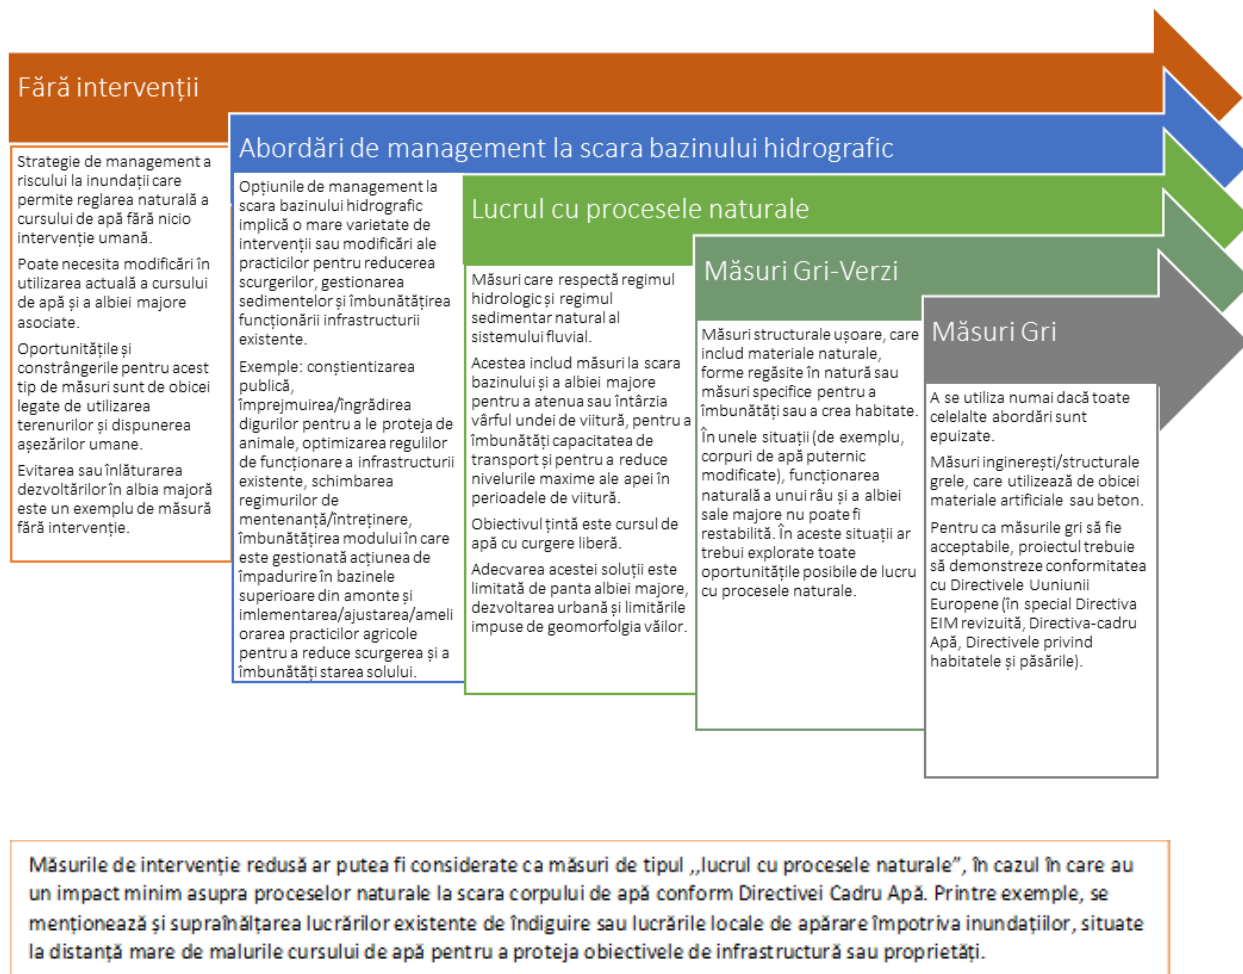 Fără intervenții
Strategie de management a
riscului la inundații care
permite reglarea naturală a
cursului de apă fără nicio
intervenție umană.
Poate necesita modificări în
utilizarea actuală a cursului
de apă și a albiei majore
asociate.
Oportunitățile și
constrângerile pentru acest
tip de măsuri sunt de obicei
legate de utilizarea
terenurilor și dispunerea
așezărilor umane.
Evitarea sau înlăturarea
dezvoltărilor în albia majoră
este un exemplu de măsură
fără intervenție.
Abordări de management la scara bazinului hidrografic
Opțiunile de management la
scara bazinului hidrografic
implică o mare varietate de
intervenții sau modificări ale
practicilor pentru reducerea
scurgerilor, gestionarea
sedimentelor și îmbunătățirea
funcționării infrastructurii
existente.
Exemple: conștientizarea
publică,
împrejmuirea/îngrădirea
digurilor pentru a le proteja de
animale, optimizarea regulilor
de funcționare a infrastructurii
existente, schimbarea
regimurilor de
mentenanță/întreținere,
îmbunătățirea modului în care
este gestionată acțiunea de
împadurire în bazinele
superioare din amonte și
imlementarea/ajustarea/ameli
orarea practicilor agricole
pentru a reduce scurgerea și a
îmbunătăți starea solului.
Lucrul cu procesele naturale
Măsuri care respectă regimul
hidrologic și regimul
sedimentar natural al
sistemului fluvial.
Acestea includ măsuri la scara
bazinului și a albiei majore
pentru a atenua sau întârzia
vârful undei de viitură, pentru a
îmbunătăți capacitatea de
transport și pentru a reduce
nivelurile maxime ale apei în
perioadele de viitură.
Obiectivul țintă este cursul de
apă cu curgere liberă.
Adecvarea acestei soluții este
limitată de panta albiei majore,
dezvoltarea urbană și limitările
impuse de geomorfolgia văilor.
Măsuri Gri-Verzi
Măsuri structurale ușoare, care
includ materiale naturale,
forme regăsite în natură sau
măsuri specifice pentru a
îmbunătăți sau a crea habitate.
În unele situații (de exemplu,
corpuri de apă puternic
modificate), funcționarea
naturală a unui râu și a albiei
sale majore nu poate fi
restabilită. În aceste situații ar
trebui explorate toate
oportunitățile posibile de lucru
cu procesele naturale.
Măsuri Gri
A se utiliza numai dacă toate
celelalte abordări sunt
epuizate.
Măsuri inginerești/structurale
grele, care utilizează de obicei
materiale artificiale sau beton.
Pentru ca măsurile gri să fie
acceptabile, proiectul trebuie
să demonstreze conformitatea
cu Directivele Uuniunii
Europene (în special Directiva
EIM revizuită, Directiva-cadru
Apă, Directivele privind
habitatele și păsările).
Măsurile de intervenție redusă ar putea fi considerate ca măsuri de tipul ,,lucrul cu procesele naturale”, în cazul în care au
un impact minim asupra proceselor naturale la scara corpului de apă conform Directivei Cadru Apă. Printre exemple, se
menționează și supraînălțarea lucrărilor existente de îndiguire sau lucrările locale de apărare împotriva inundațiilor, situate
la distanță mare de malurile cursului de apă pentru a proteja obiectivele de infrastructură sau proprietăți.